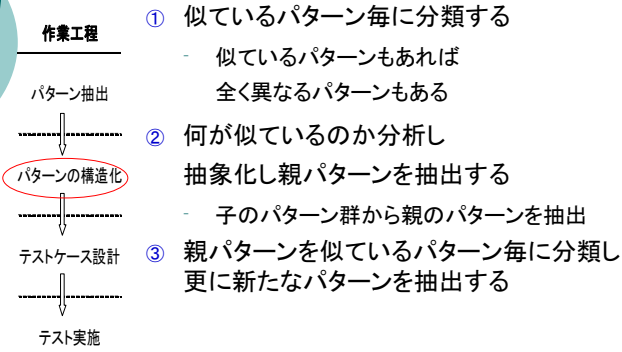 作業工程
パターン抽出
パターンの構造化
テストケース設計
テスト実施
① 似ているパターン毎に分類する
- 似ているパターンもあれば
全く異なるパターンもある
② 何が似ているのか分析し
抽象化し親パターンを抽出する
- 子のパターン群から親のパターンを抽出
③ 親パターンを似ているパターン毎に分類し
更に新たなパターンを抽出する